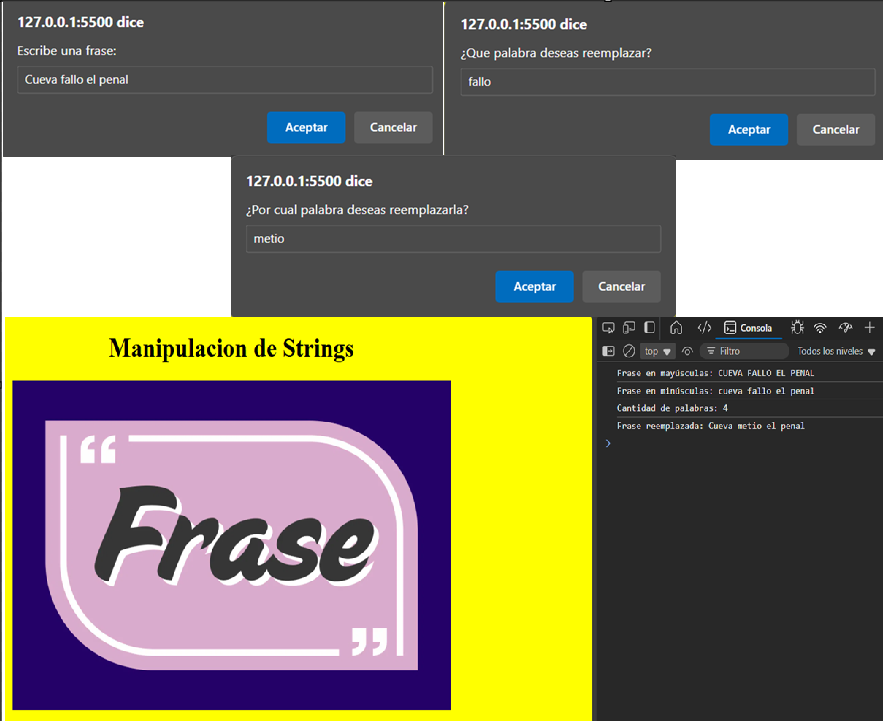 127.0.0.1:5500 dice
Escribe una frase:
Cueva fallo el penal
Aceptar
Cancelar
127.0.0.1:5500 dice
¿Que palabra deseas reemplazar?
fallo
Aceptar
Cancelar
127.0.0.1:5500 dice
¿Por cual palabra deseas reemplazarla?
metio
Aceptar
Cancelar
Manipulacion de Strings
“
Frase
”
Consola
top
Filtro
Todos los niveles
Frase en mayúsculas: CUEVA FALLO EL PENAL
Frase en minúsculas: cueva fallo el penal
Cantidad de palabras: 4
Frase reemplazada: Cueva metio el penal